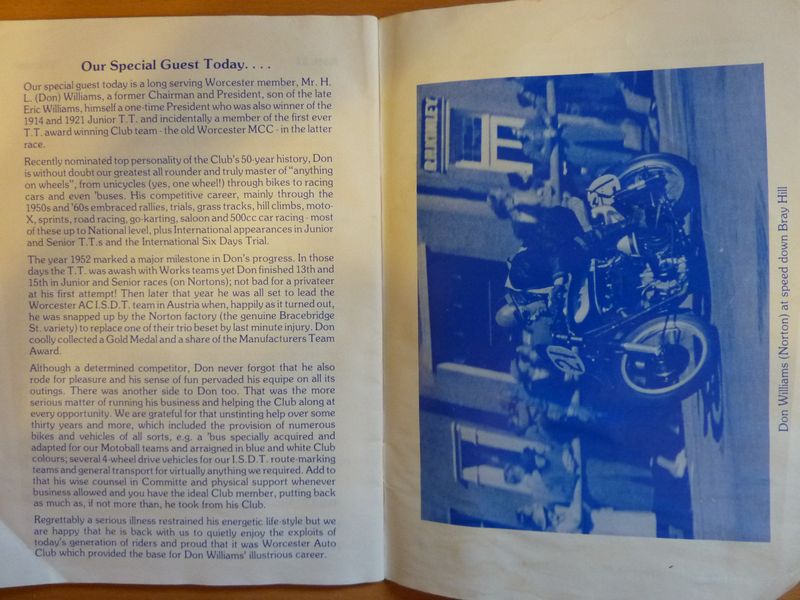 Our Special Guest Today. . . .
Our special guest today is a long serving Worcester member, Mr. H.
L. (Don) Williams, a former Chairman and President, son of the late
Eric Williams, himself a one-time President who was also winner of the
1914 and 1921 Junior T.T. and incidentally a member of the first ever
T.T. award winning Club team - the old Worcester MCC - in the latter
race.
Recently nominated top personality of the Club's 50-year history, Don
is without doubt our greatest all rounder and truly master of "anything
on wheels", from unicycles (yes, one wheel!) through bikes to racing
cars and even 'buses. His competitive career, mainly through the
1950s and '60s embraced rallies, trials, grass tracks, hill climbs, moto-
X, sprints, road racing, go-karting, saloon and 500cc car racing - most
of these up to National level, plus International appearances in Junior
and Senior T.T.s and the International Six Days Trial.
The year 1952 marked a major milestone in Don's progress. In those
days the T.T. was awash with Works teams yet Don finished 13th and
15th in Junior and Senior races (on Nortons); not bad for a privateer
at his first attempt! Then later that year he was all set to lead the
Worcester AC I.S.D.T. team in Austria when, happily as it turned out,
he was snapped up by the Norton factory (the genuine Bracebridge
St. variety) to replace one of their trio beset by last minute injury. Don
coolly collected a Gold Medal and a share of the Manufacturers Team
Award.
Although a determined competitor, Don never forgot that he also
rode for pleasure and his sense of fun pervaded his equipe on all its
outings. There was another side to Don too. That was the more
serious matter of running his business and helping the Club along at
every opportunity. We are grateful for that unstinting help over some
thirty years and more, which included the provision of numerous
bikes and vehicles of all sorts, e.g. a 'bus specially acquired and
adapted for our Motoball teams and arraigned in blue and white Club
colours; several 4-wheel drive vehicles for our I.S.D.T. route-marking
teams and general transport for virtually anything we required. Add to
that his wise counsel in Committe and physical support whenever
business allowed and you have the ideal Club member, putting back
as much as, if not more than, he took from his Club.
Regrettably a serious illness restrained his energetic life-style but we
are happy that he is back with us to quietly enjoy the exploits of
today's generation of riders and proud that it was Worcester Auto
Club which provided the base for Don Williams' illustrious career.
Don Williams (Norton) at speed down Bray Hill